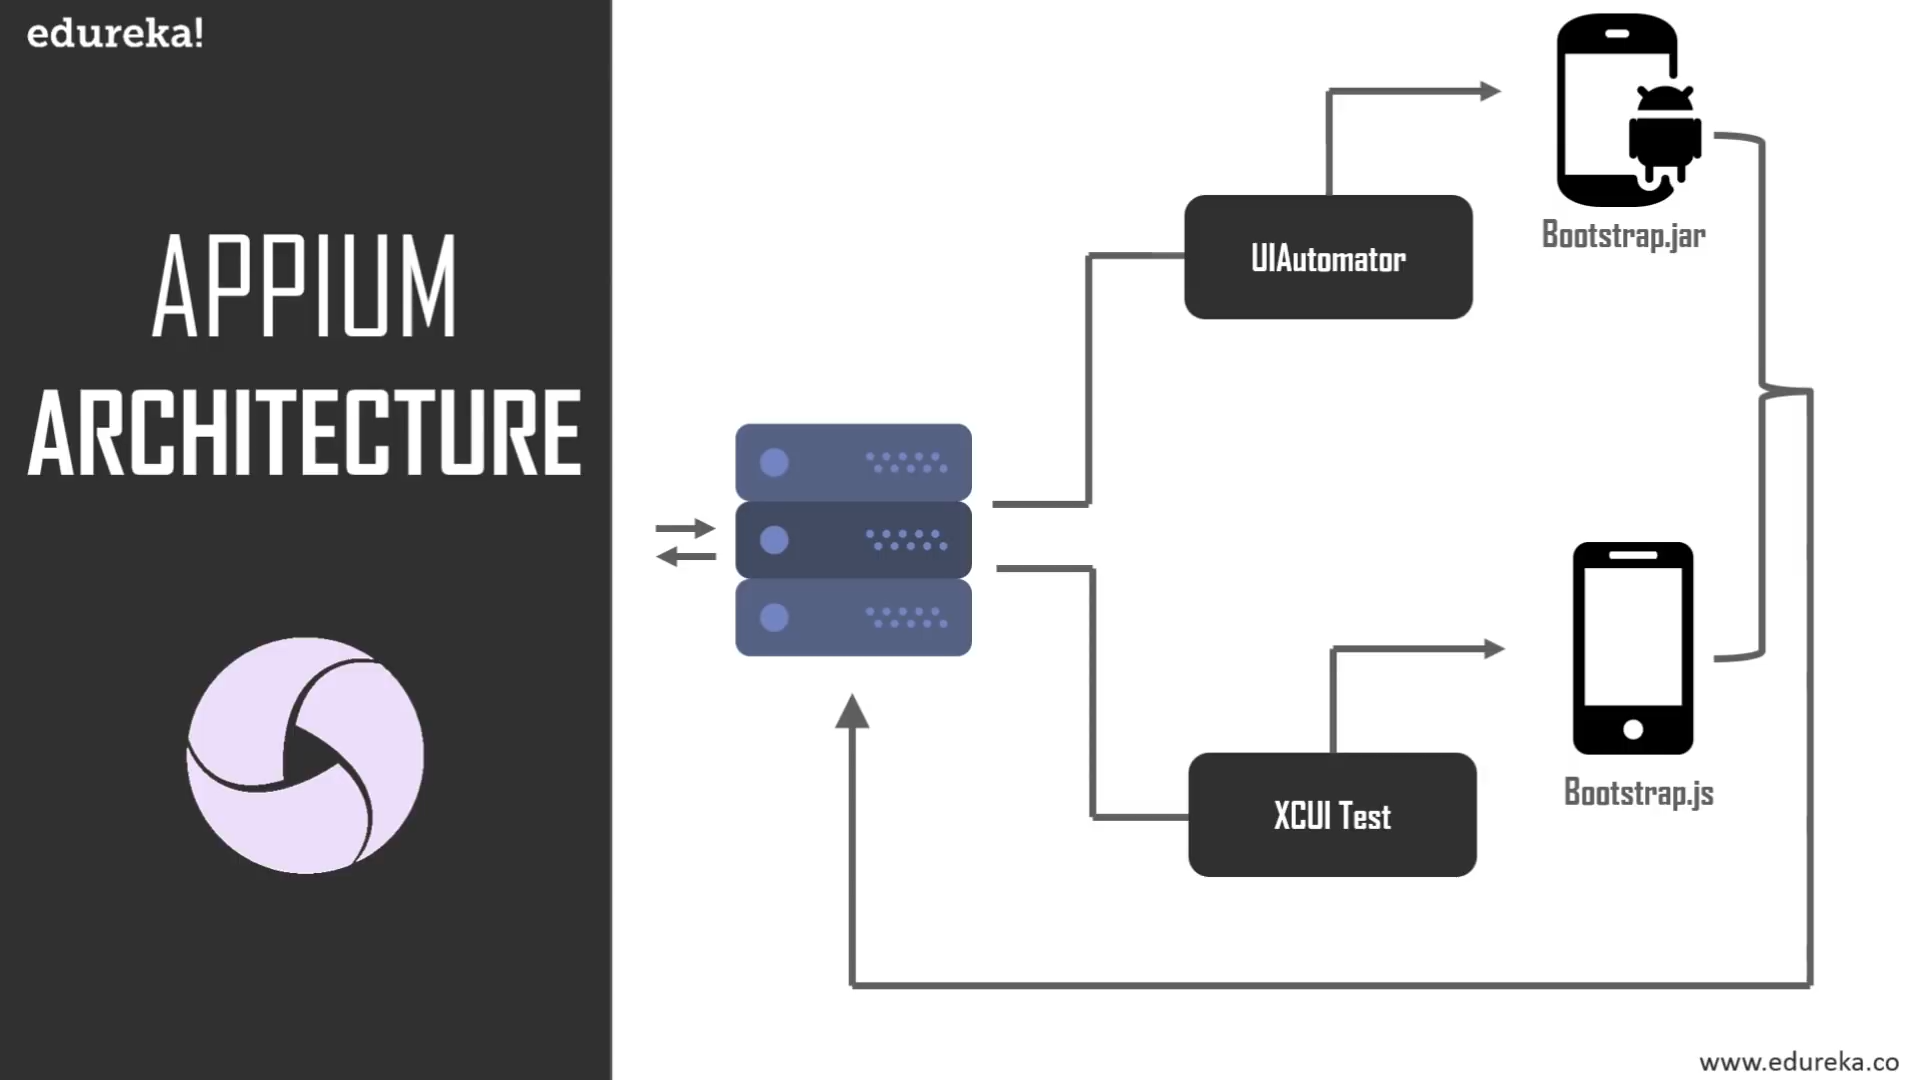 edureka!
APPIUM
ARCHITECTURE
UIAutomator
Bootstrap.jar
XCUI Test
Bootstrap.js
www.edureka.co